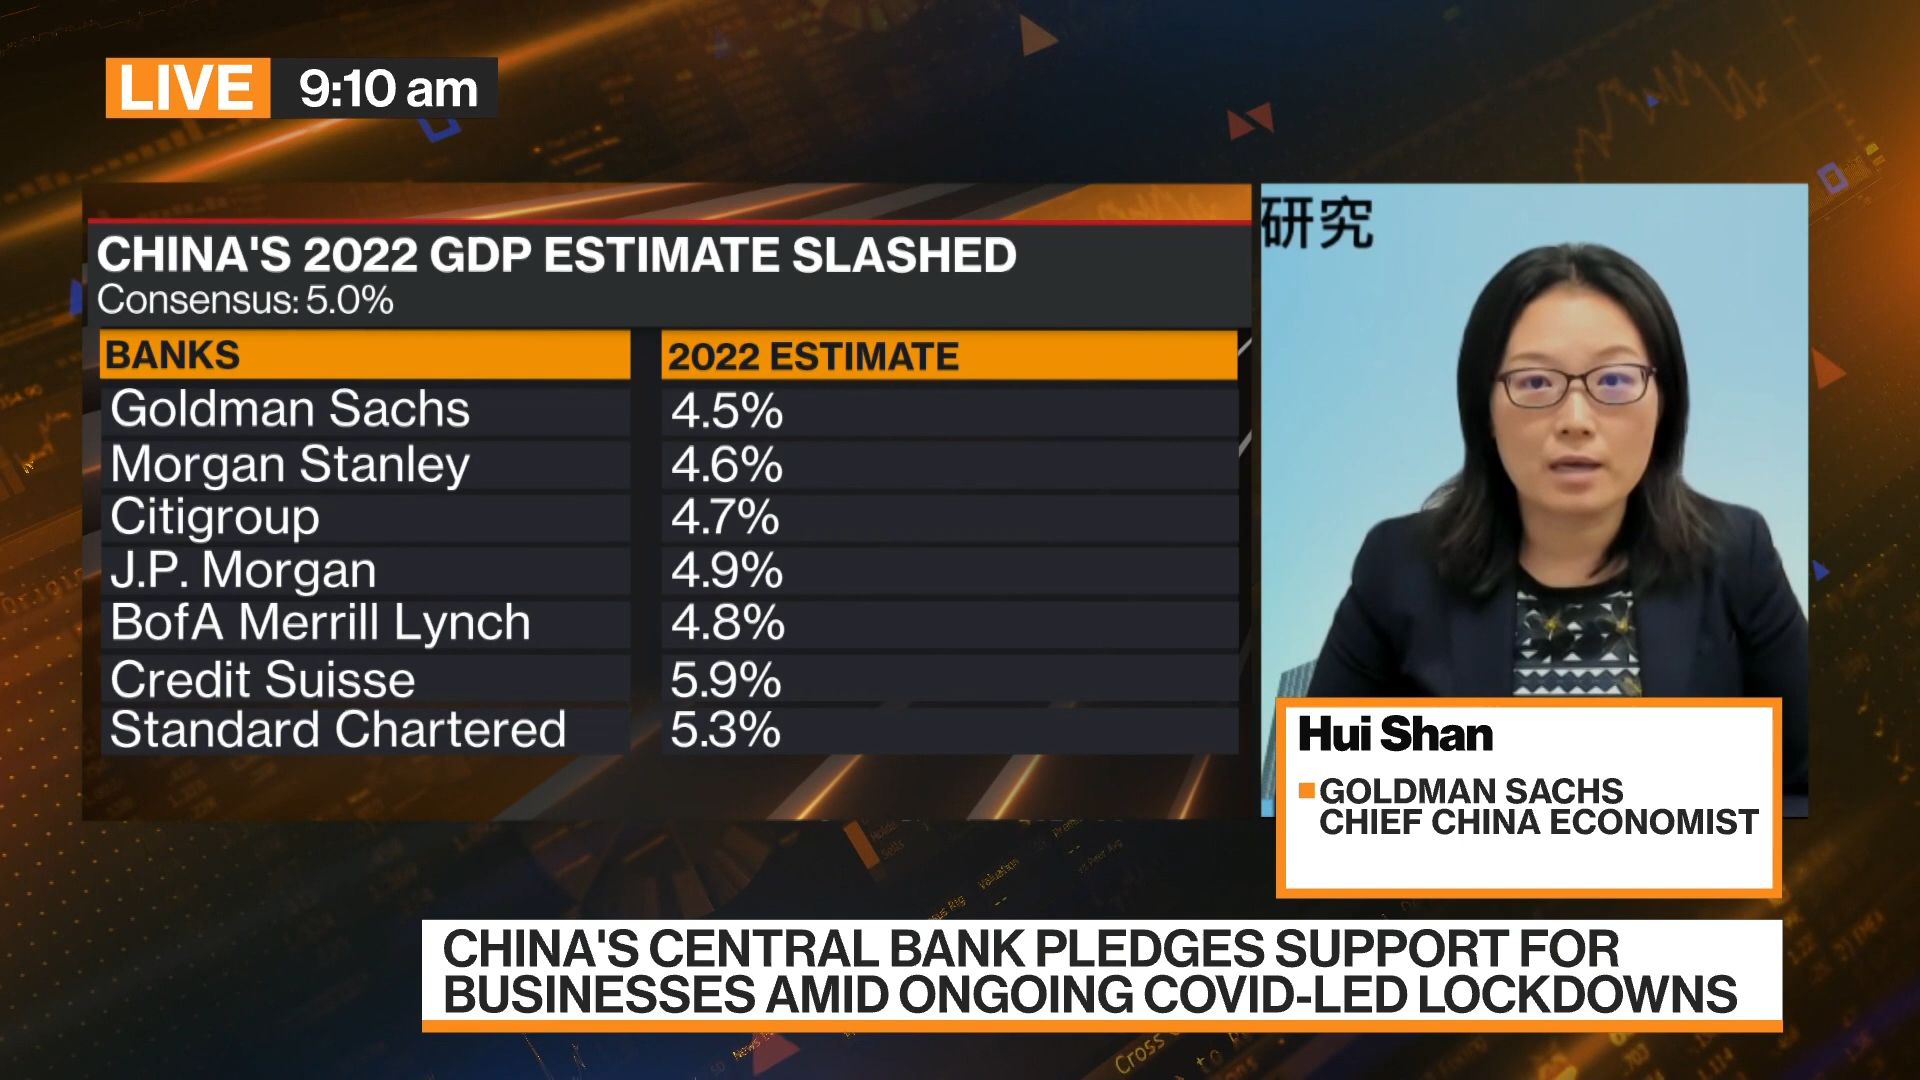 LIVE 9:10 am
CHINA'S 2022 GDP ESTIMATE SLASHED
Consensus: 5.0%
BANKS 2022 ESTIMATE
Goldman Sachs 4.5%
Morgan Stanley 4.6%
Citigroup 4.7%
J.P. Morgan 4.9%
BofA Merrill Lynch 4.8%
Credit Suisse 5.9%
Standard Chartered 5.3%
研究
Hui Shan
GOLDMAN SACHS
CHIEF CHINA ECONOMIST
CHINA'S CENTRAL BANK PLEDGES SUPPORT FOR
BUSINESSES AMID ONGOING COVID-LED LOCKDOWNS
Valuation
Cross